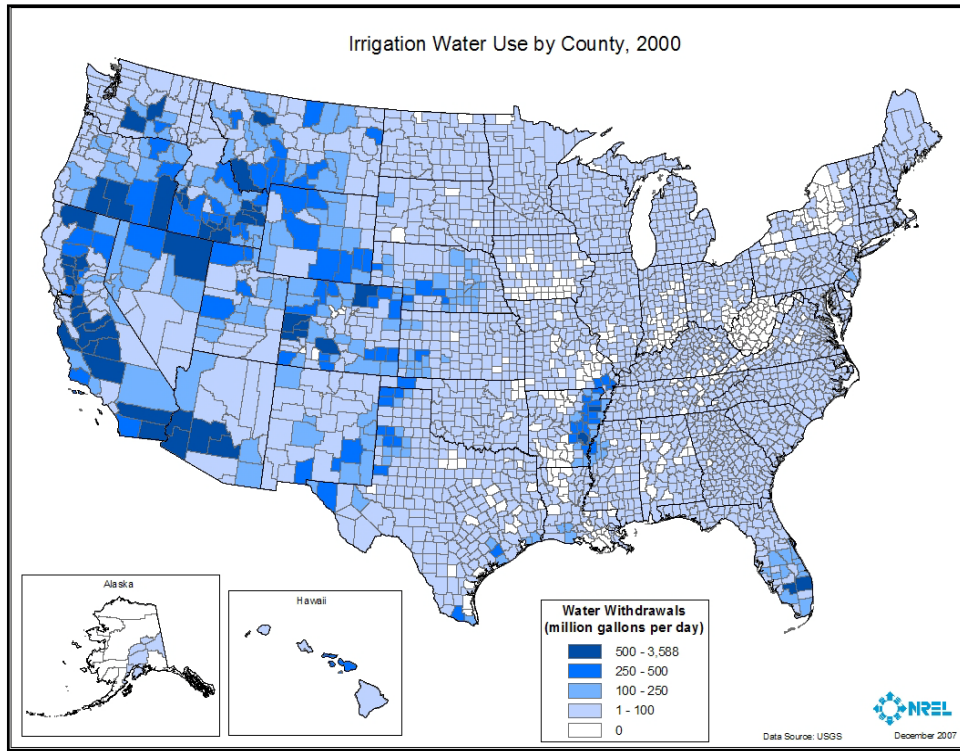 Irrigation Water Use by County, 2000
Alaska
Hawaii
Water Withdrawals
(million gallons per day)
500 - 3,588
250 - 500
100 - 250
1 - 100
0
NREL
Data Source: USGS
December 2007